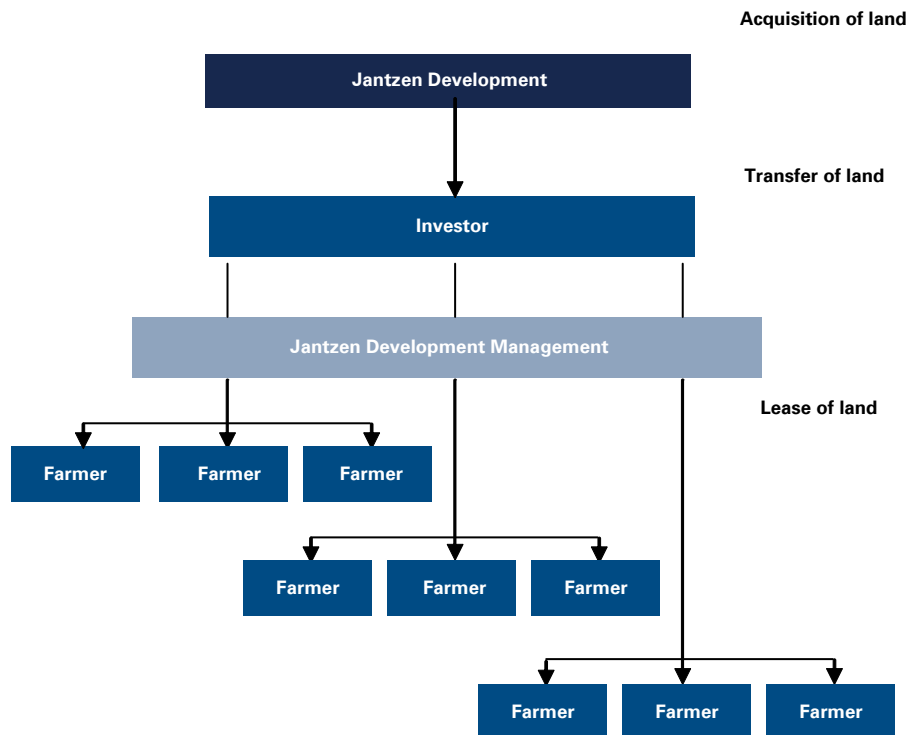 Acquisition of land
Jantzen Development
Transfer of land
Investor
Jantzen Development Management
Lease of land
Farmer
Farmer
Farmer
Farmer
Farmer
Farmer
Farmer
Farmer
Farmer